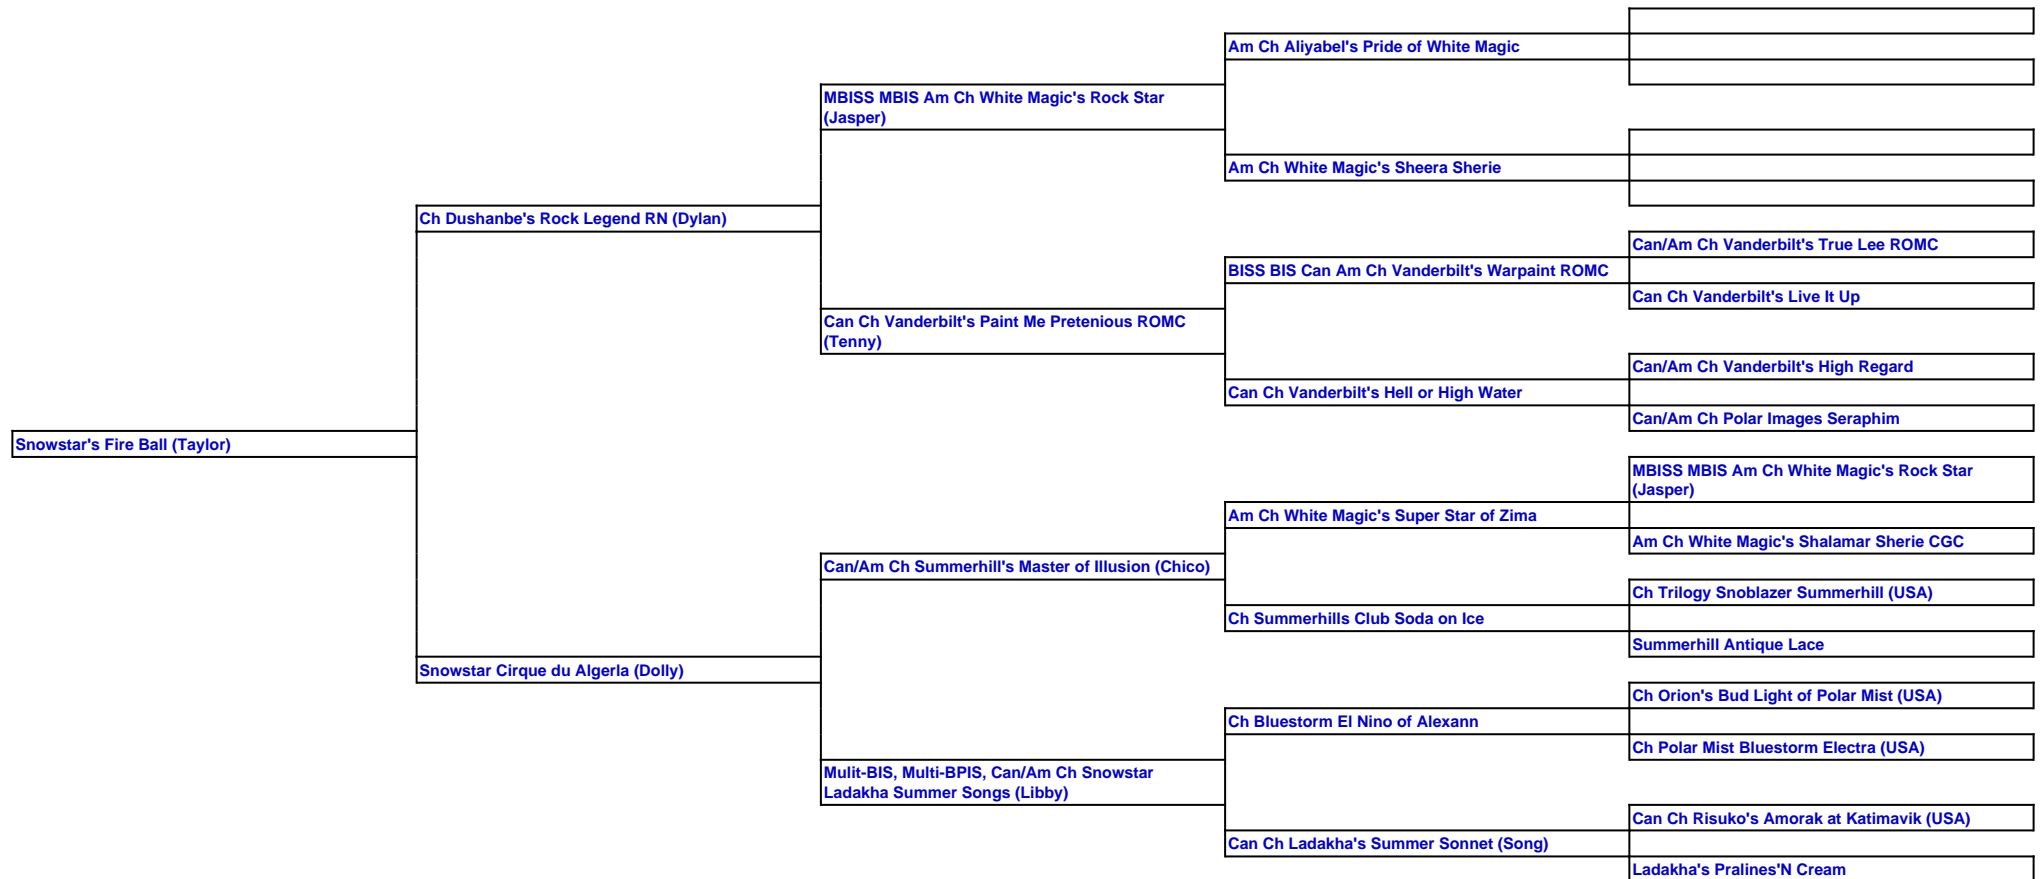 Am Ch Aliyabel's Pride of White Magic
MBISS MBIS Am Ch White Magic's Rock Star
(Jasper)
Am Ch White Magic's Sheera Sherie
Ch Dushanbe's Rock Legend RN (Dylan)
Can/Am Ch Vanderbilt's True Lee ROMC
BISS BIS Can Am Ch Vanderbilt's Warpaint ROMC
Can Ch Vanderbilt's Live It Up
Can Ch Vanderbilt's Paint Me Pretenious ROMC
(Tenny)
Can/Am Ch Vanderbilt's High Regard
Can Ch Vanderbilt's Hell or High Water
Can/Am Ch Polar Images Seraphim
Snowstar's Fire Ball (Taylor)
MBISS MBIS Am Ch White Magic's Rock Star
(Jasper)
Am Ch White Magic's Super Star of Zima
Am Ch White Magic's Shalamar Sherie CGC
Can/Am Ch Summerhill's Master of Illusion (Chico)
Ch Trilogy Snoblazer Summerhill (USA)
Ch Summerhills Club Soda on Ice
Summerhill Antique Lace
Snowstar Cirque du Algerla (Dolly)
Ch Orion's Bud Light of Polar Mist (USA)
Ch Bluestorm El Nino of Alexann
Ch Polar Mist Bluestorm Electra (USA)
Mulit-BIS, Multi-BPIS, Can/Am Ch Snowstar
Ladakha Summer Songs (Libby)
Can Ch Risuko's Amorak at Katimavik (USA)
Can Ch Ladakha's Summer Sonnet (Song)
Ladakha's Pralines'N Cream